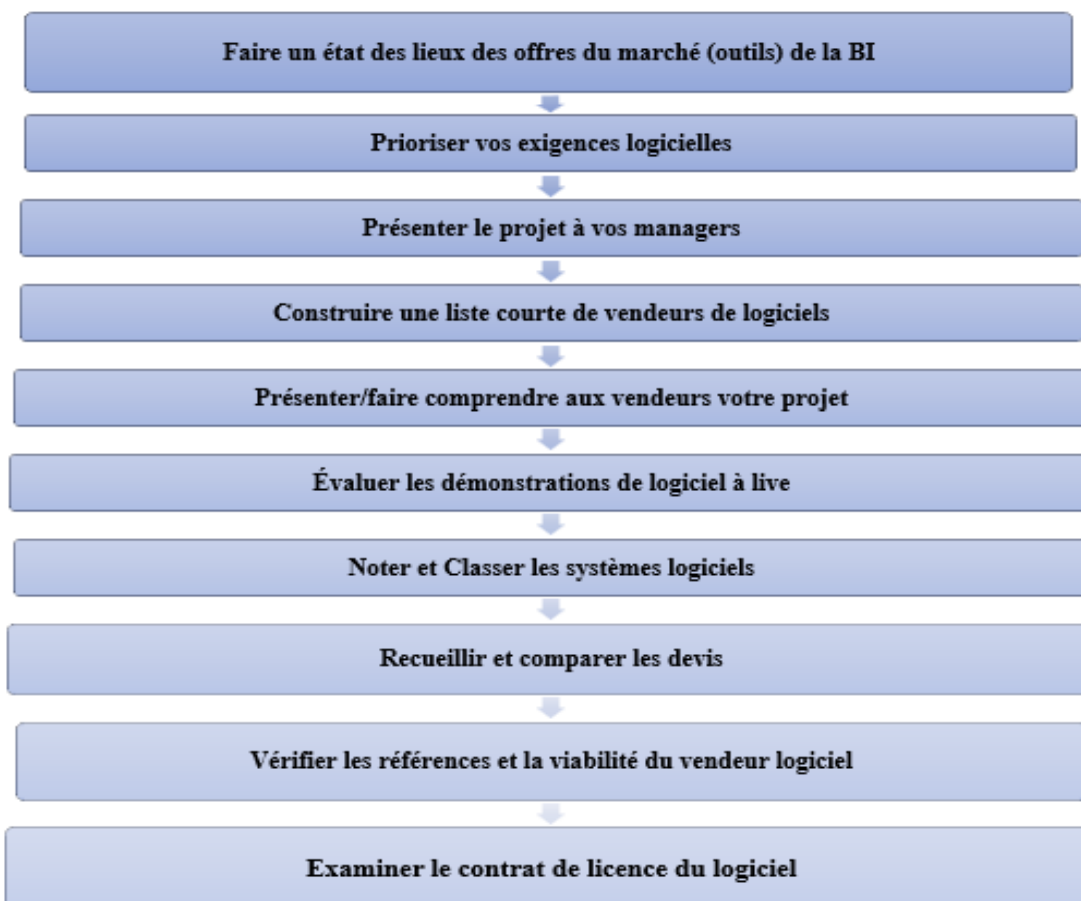 Faire un état des lieux des offres du marché (outils) de la BI
Prioriser vos exigences logicielles
Présenter le projet à vos managers
Construire une liste courte de vendeurs de logiciels
Présenter/faire comprendre aux vendeurs votre projet
Évaluer les démonstrations de logiciel à live
Noter et Classer les systèmes logiciels
Recueillir et comparer les devis
Vérifier les références et la viabilité du vendeur logiciel
Examiner le contrat de licence du logiciel